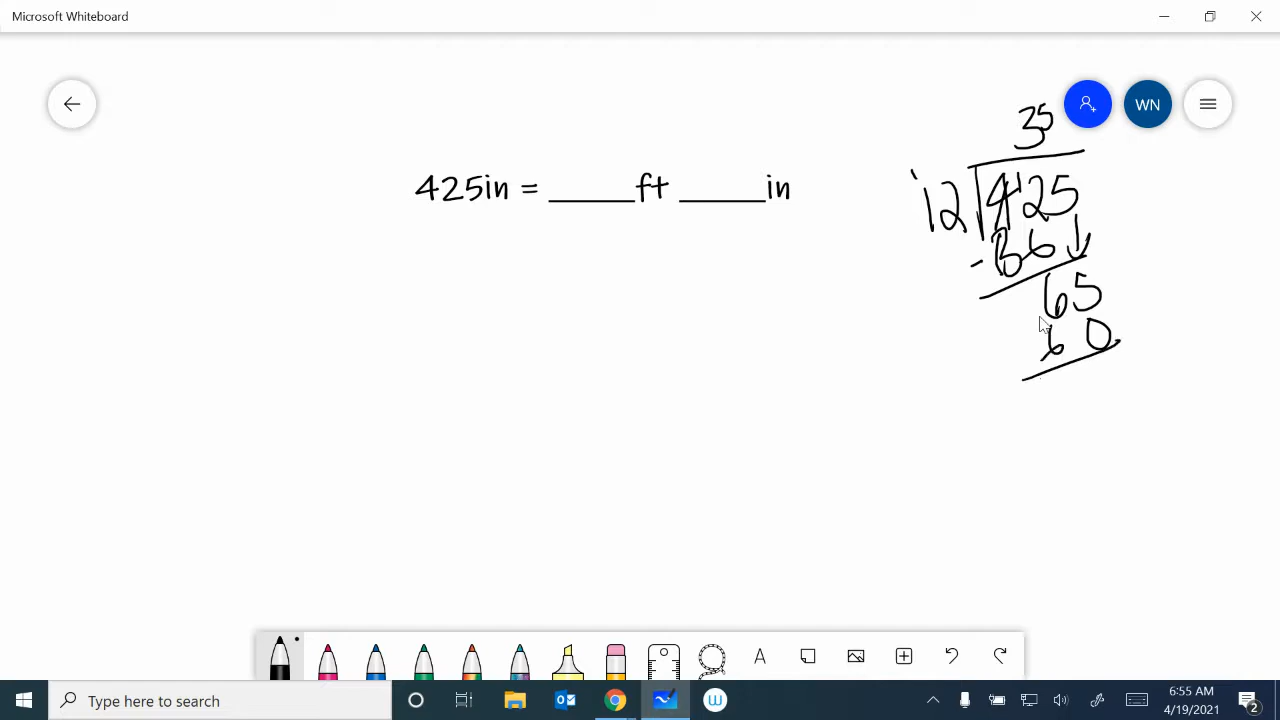 Microsoft Whiteboard
WN
35
425in = _____ft _____in
12 425
- 36
65
60
Type here to search
6:55 AM
4/19/2021
2